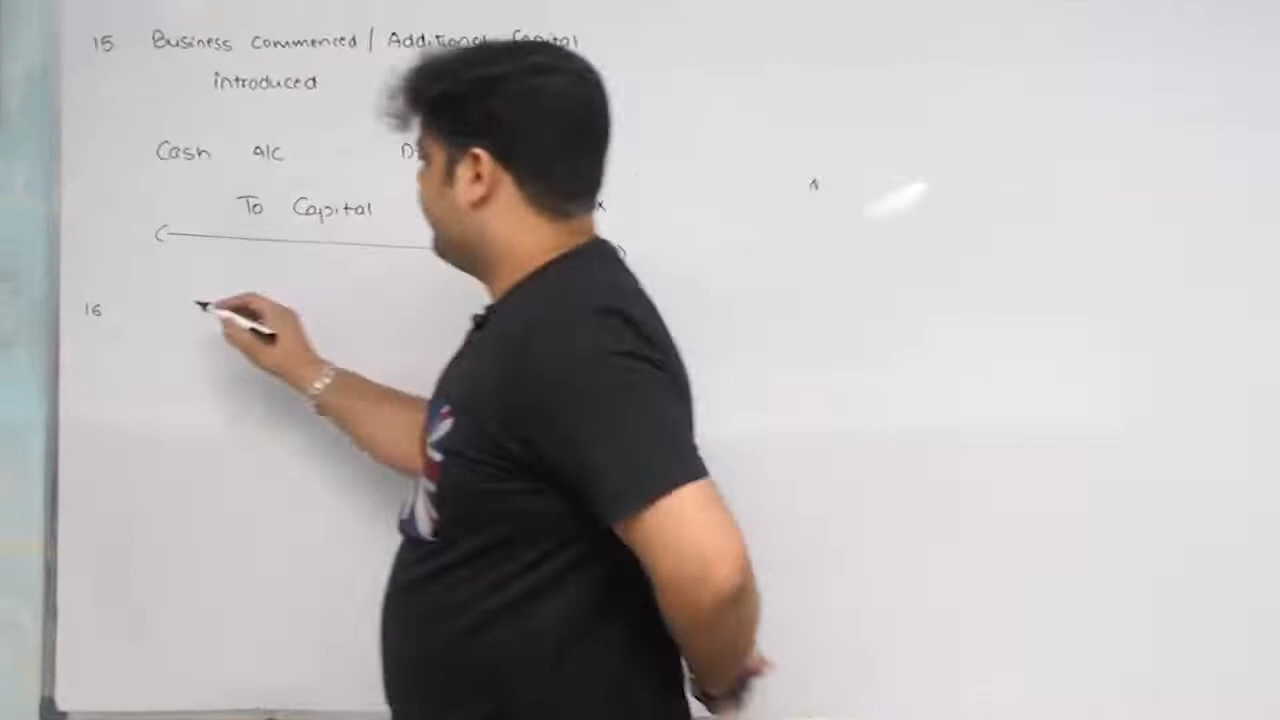 15 Business commenced / Additional Capital
introduced
Cash A/C
To Capital x
16